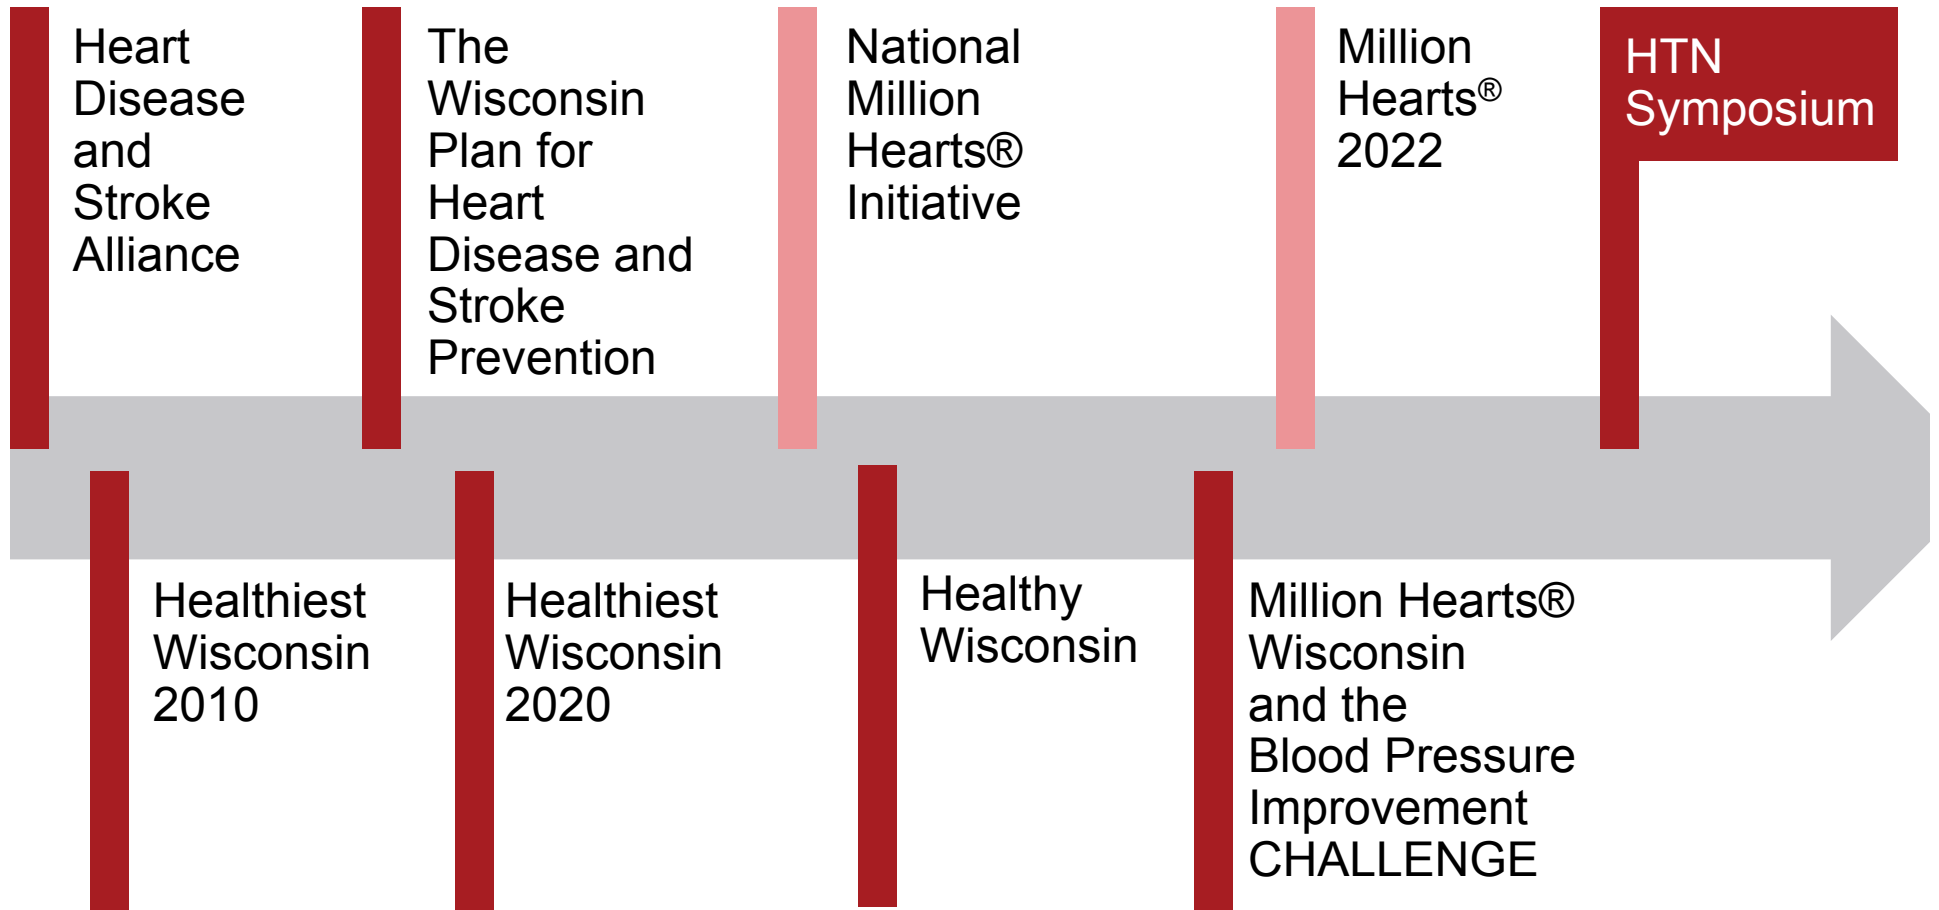 Heart
Disease
and
Stroke
Alliance
The
Wisconsin
Plan for
Heart
Disease and
Stroke
Prevention
National
Million
Hearts®
Initiative
Million
Hearts®
2022
HTN
Symposium
Healthiest
Wisconsin
2010
Healthiest
Wisconsin
2020
Healthy
Wisconsin
Million Hearts®
Wisconsin
and the
Blood Pressure
Improvement
CHALLENGE